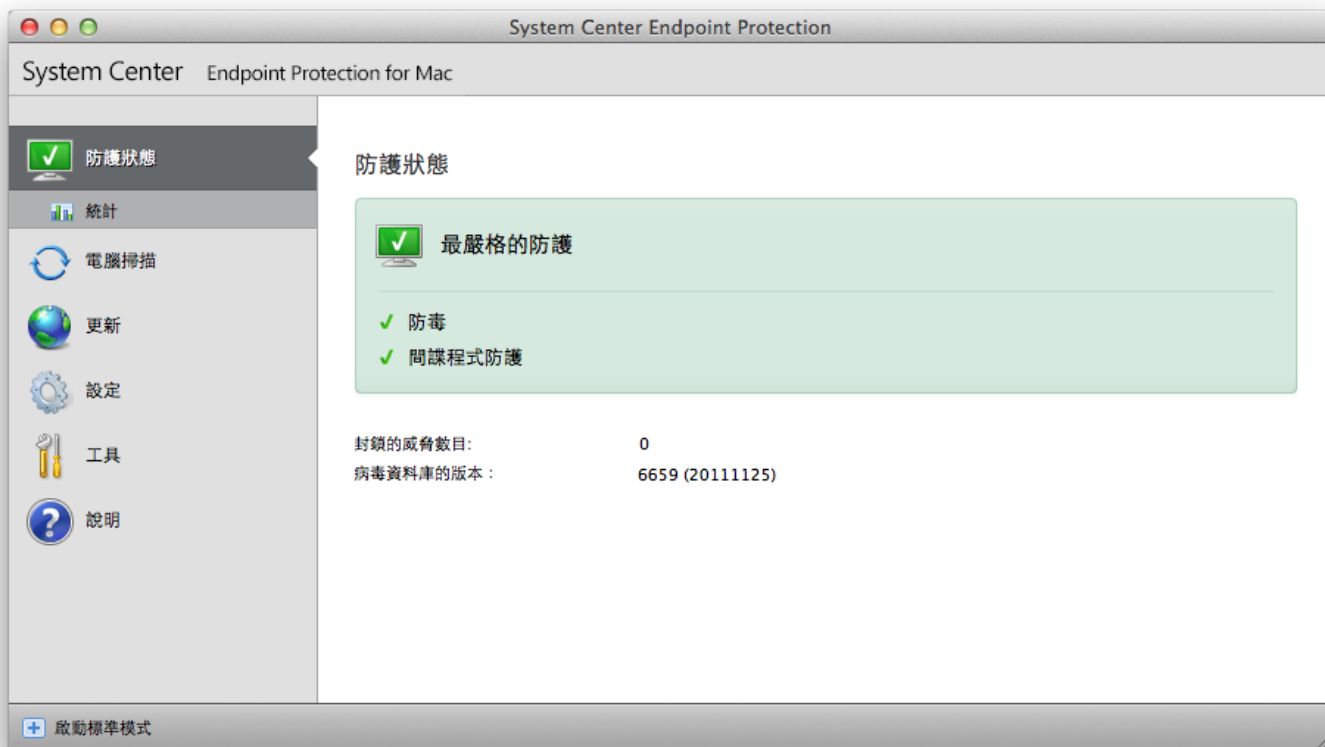 System Center Endpoint Protection
System Center Endpoint Protection for Mac
防護狀態
統計
電腦掃描
更新
設定
工具
說明
防護狀態
最嚴格的防護
防毒
間諜程式防護
封鎖的威脅數目: 0
病毒資料庫的版本： 6659 (20111125)
啟動標準模式